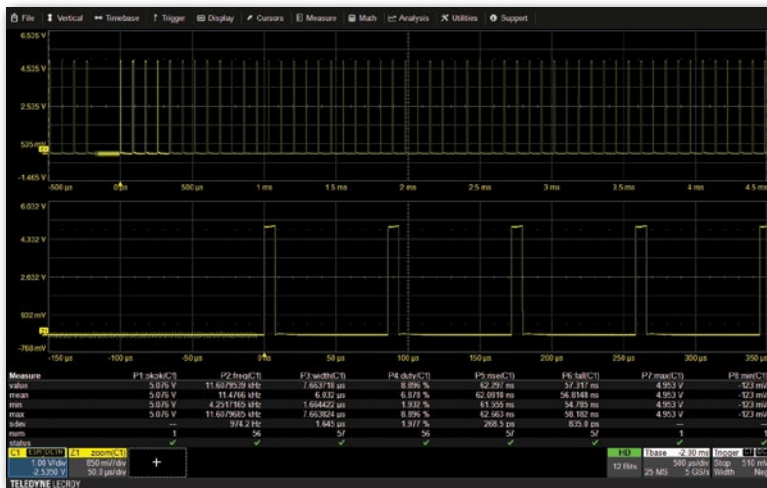 File Vertical Timebase Trigger Display Cursors Measure Math Analysis Utilities Support
6.535 V
4.535 V
2.535 V
535 mV
-1.465 V
-500 µs 0 µs 500 µs 1 ms 1.5 ms 2 ms 2.5 ms 3 ms 3.5 ms 4 ms 4.5 ms
6.032 V
4.332 V
2.632 V
932 mV
-768 mV
-150 µs -100 µs -50 µs 0 ns 50 µs 100 µs 150 µs 200 µs 250 µs 300 µs 350 µs
Measure P1:pkpk(C1) P2:freq(C1) P3:width(C1) P4:duty(C1) P5:rise(C1) P6:fall(C1) P7:max(C1) P8:min(C1)
value 5.076 V 11.6079539 kHz 7.663718 µs 8.896 % 62.297 ns 57.317 ns 4.953 V -123 mV
mean 5.076 V 11.4766 kHz 6.032 µs 6.878 % 62.0818 ns 56.8148 ns 4.953 V -123 mV
min 5.076 V 4.2517165 kHz 1.664422 µs 1.932 % 61.555 ns 54.785 ns 4.953 V -123 mV
max 5.076 V 11.6079685 kHz 7.663824 µs 8.896 % 62.663 ns 58.182 ns 4.953 V -123 mV
sdev --- 974.2 Hz 1.645 µs 1.977 % 268.5 ps 835.0 ps --- ---
num 1 56 57 56 57 57 1 1
status
C1 Z1 zoom(C1) HD Tbase -2.30 ms Trigger C1 DC
1.00 V/div 850 mV/div 12 Bits 500 µs/div Stop 510 mV
-2.5350 V 50.0 µs/div 25 MS 5 GS/s Width Neg
TELEDYNE LECROY